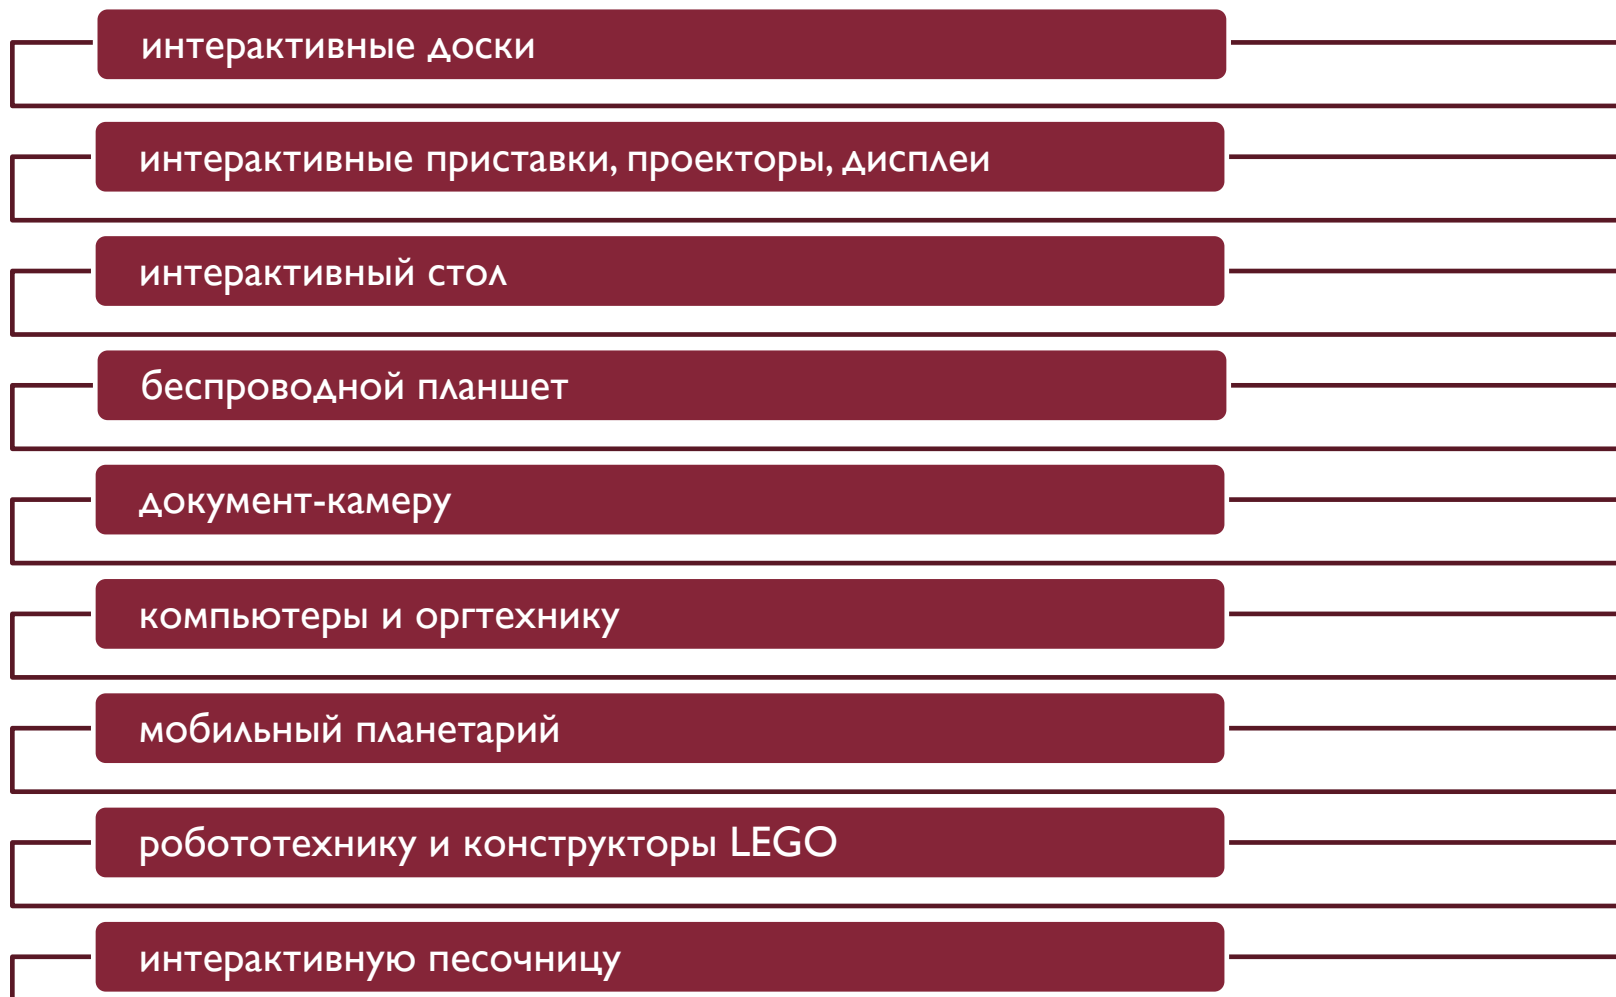 интерактивные доски
интерактивные приставки, проекторы, дисплеи
интерактивный стол
беспроводной планшет
документ-камеру
компьютеры и оргтехнику
мобильный планетарий
робототехнику и конструкторы LEGO
интерактивную песочницу